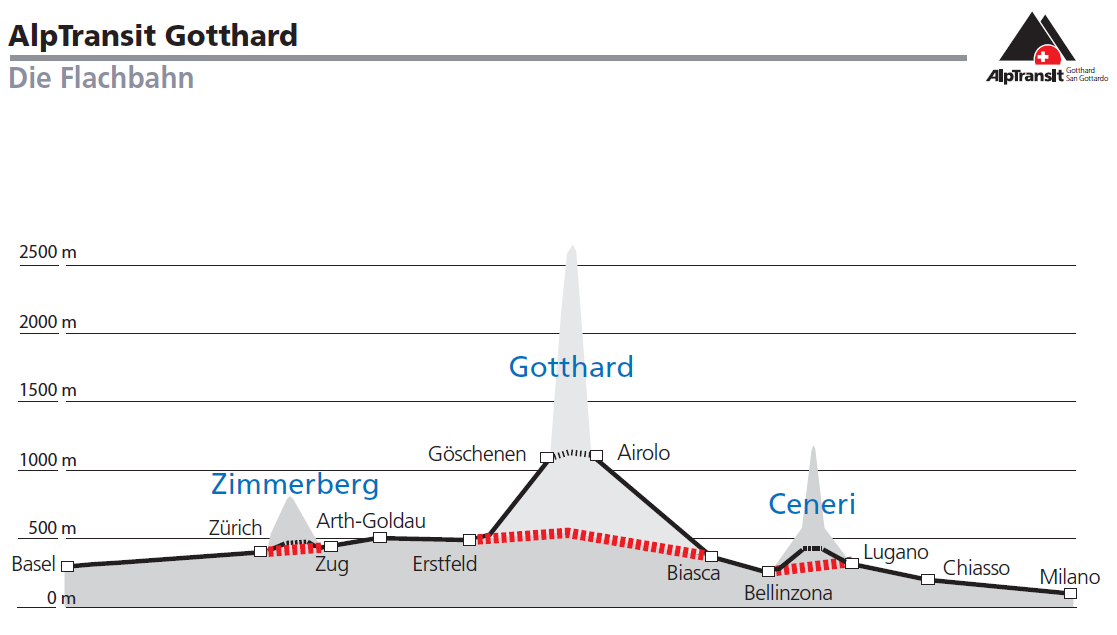 AlpTransit Gotthard
Die Flachbahn
AlpTransit
Gotthard
San Gottardo
2500 m
2000 m
Gotthard
1500 m
Göschenen
Airolo
1000 m
Zimmerberg
Ceneri
Zürich
Arth-Goldau
500 m
Basel
Zug
Erstfeld
Biasca
Lugano
Chiasso
Bellinzona
Milano
0 m